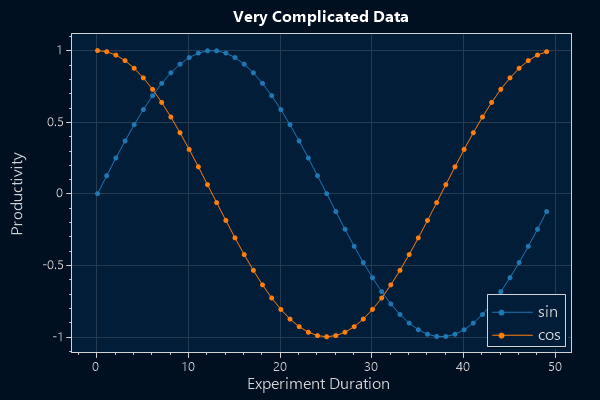 Very Complicated Data
Productivity
1
0.5
0
-0.5
-1
0
10
20
30
40
50
Experiment Duration
sin
cos